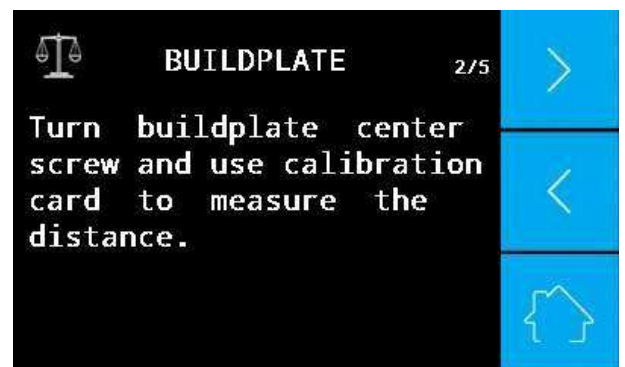 BUILDPLATE 2/5
Turn buildplate center
screw and use calibration
card to measure the
distance.